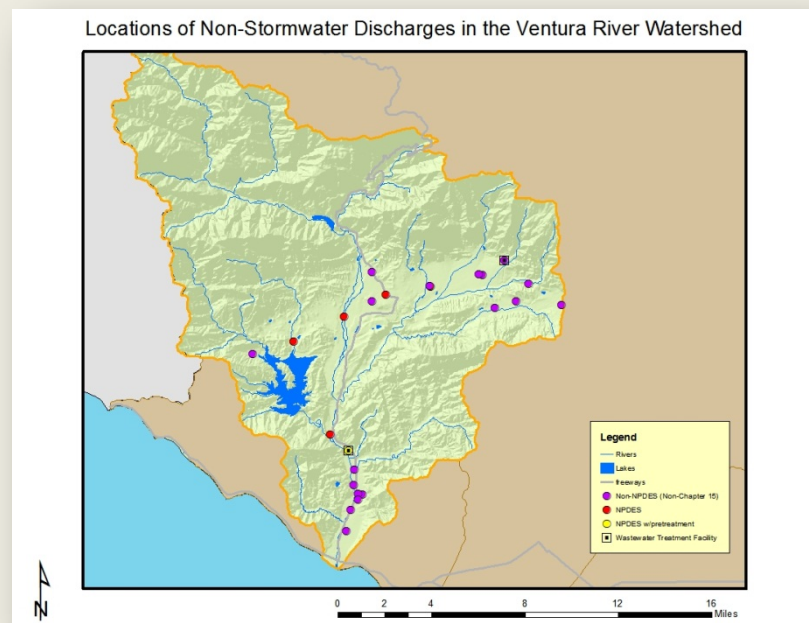 Locations of Non-Stormwater Discharges in the Ventura River Watershed
Legend
Rivers
Lakes
freeways
Non-NPDES (Non-Chapter 15)
NPDES
NPDES w/pretreatment
Wastewater Treatment Facility
N
0 2 4 8 12 16
Miles